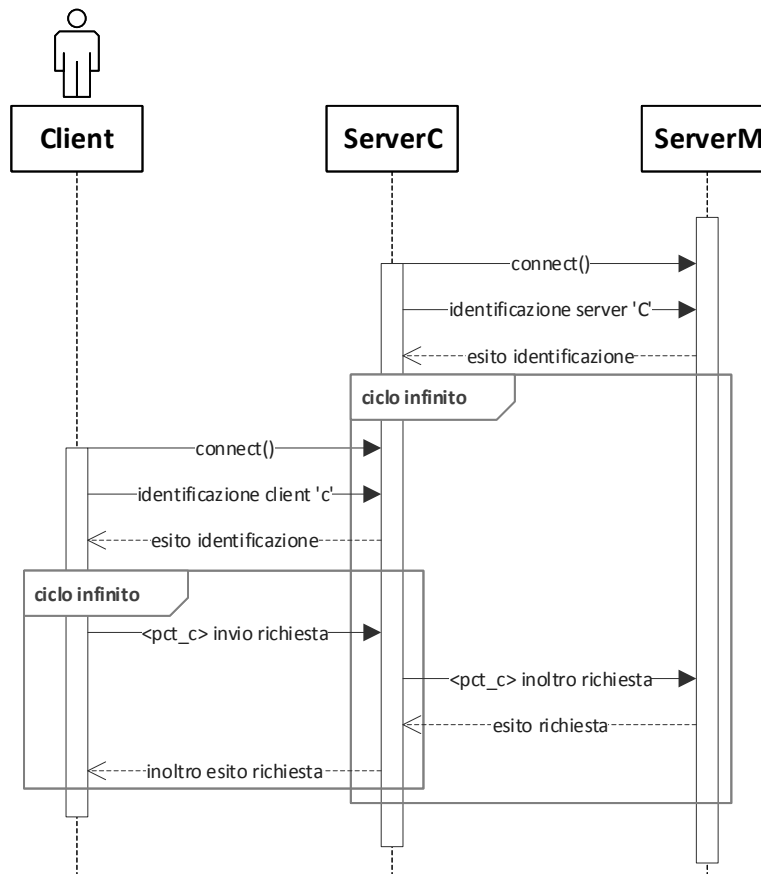 Client
ServerC
ServerM
connect()
identificazione server 'C'
esito identificazione
ciclo infinito
connect()
identificazione client 'c'
esito identificazione
ciclo infinito
<pct_c> invio richiesta
<pct_c> inoltro richiesta
esito richiesta
inoltro esito richiesta